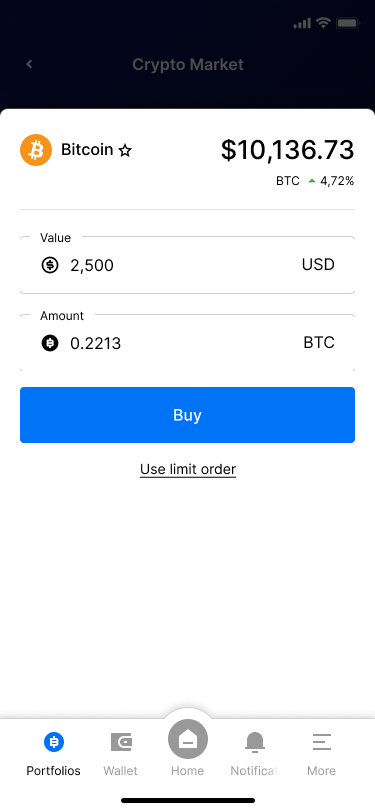 Crypto Market
Bitcoin
$10,136.73
BTC 4,72%
Value
2,500 USD
Amount
0.2213 BTC
Buy
Use limit order
Portfolios Wallet Home Notificat More